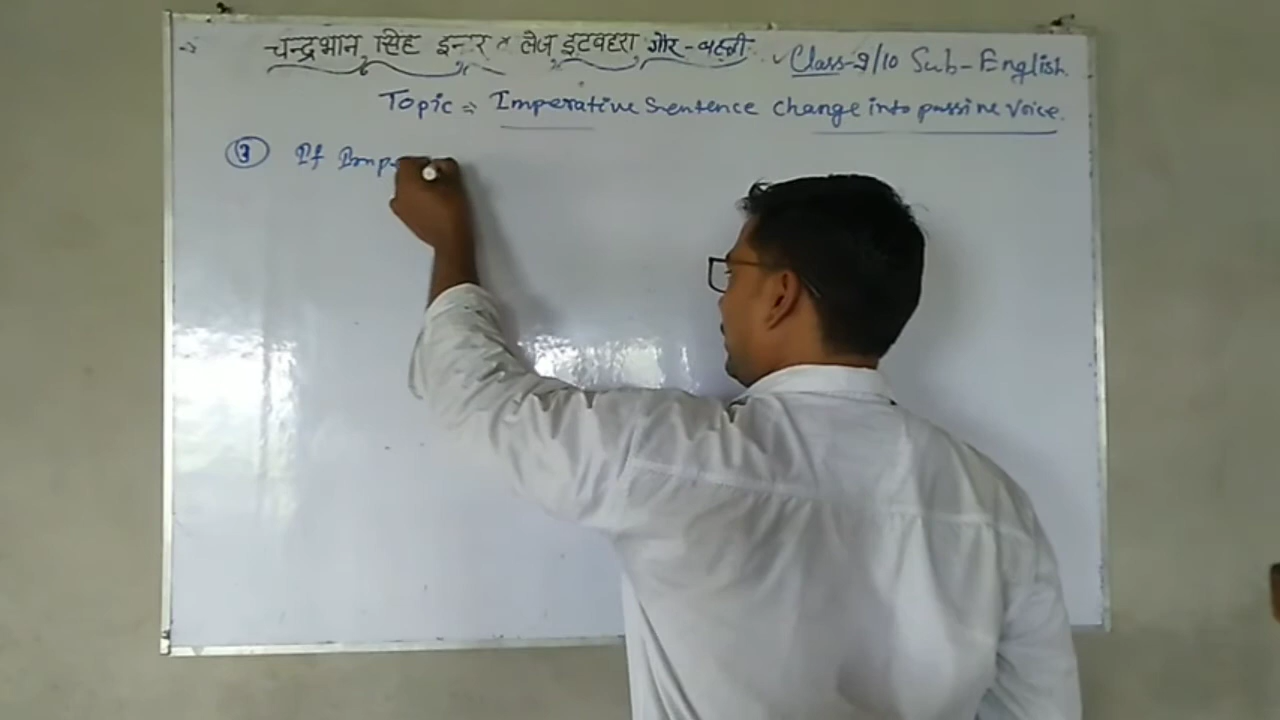 चन्द्रभान सिंह इन्टर कॉलेज इटवहरा गौर-बस्ती Class-9/10 Sub-English
Topic ⇒ Imperative Sentence change into passive voice.
③ If Impe